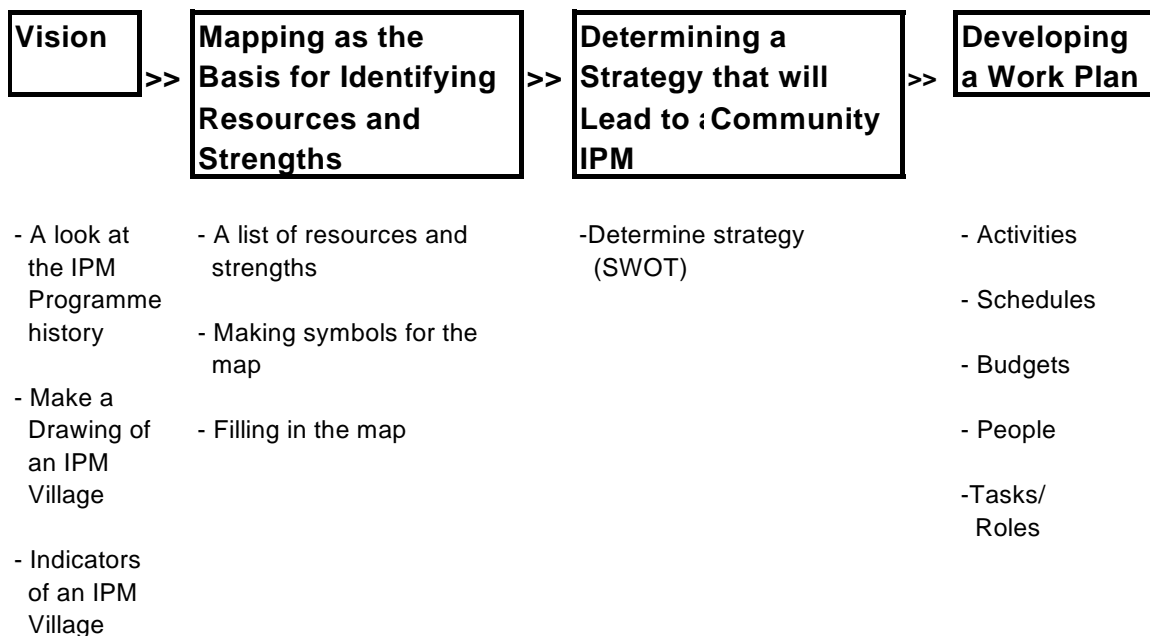 Vision
>>
Mapping as the
Basis for Identifying
Resources and
Strengths
>>
Determining a
Strategy that will
Lead to a Community
IPM
>>
Developing
a Work Plan
- A look at
the IPM
Programme
history
- Make a
Drawing of
an IPM
Village
- Indicators
of an IPM
Village
- A list of resources and
strengths
- Making symbols for the
map
- Filling in the map
-Determine strategy
(SWOT)
- Activities
- Schedules
- Budgets
- People
-Tasks/
Roles